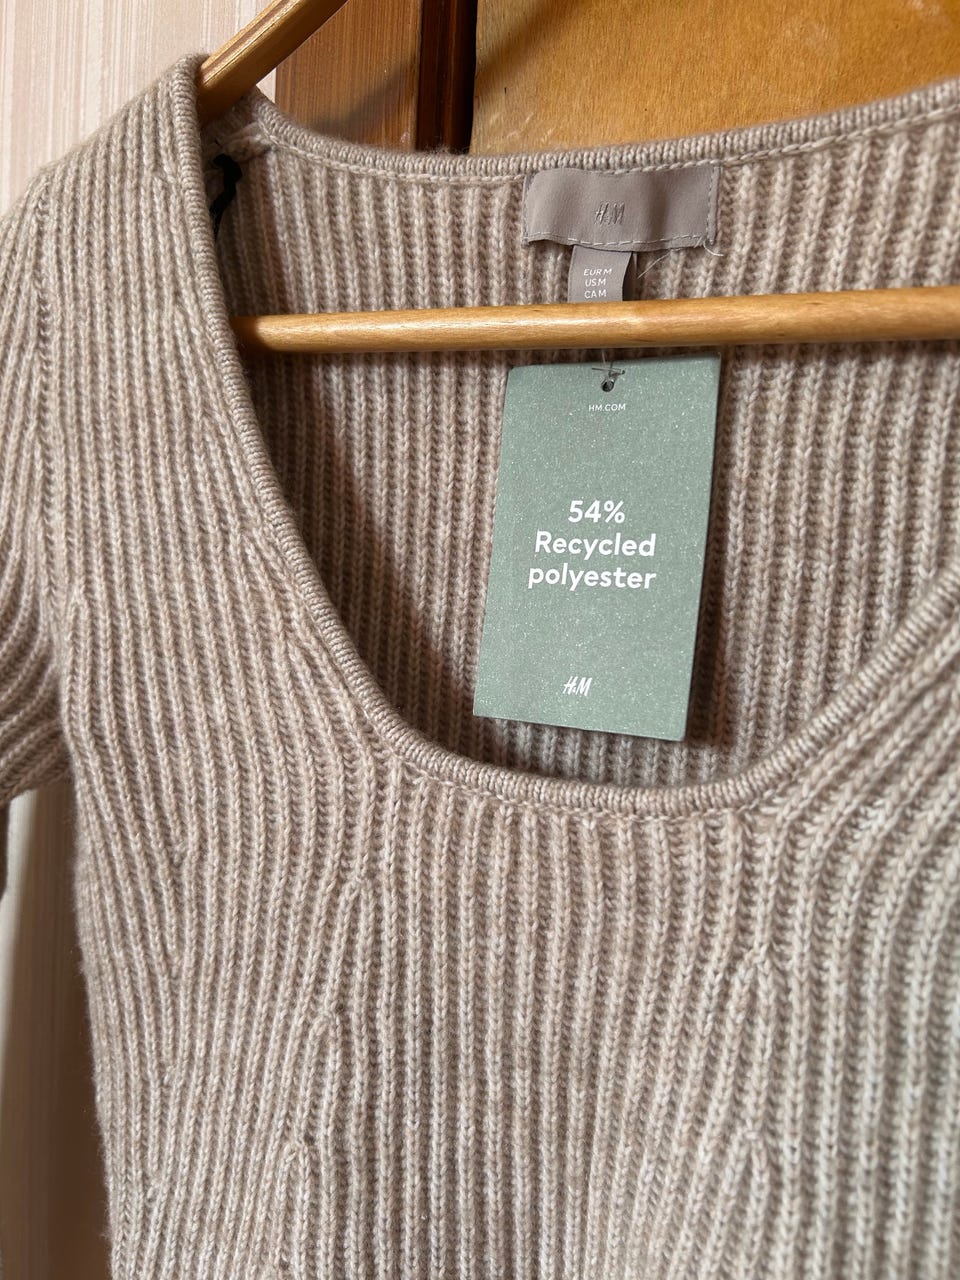 H&M
EUR M
US M
CA M
HM.COM
54%
Recycled
polyester
H&M